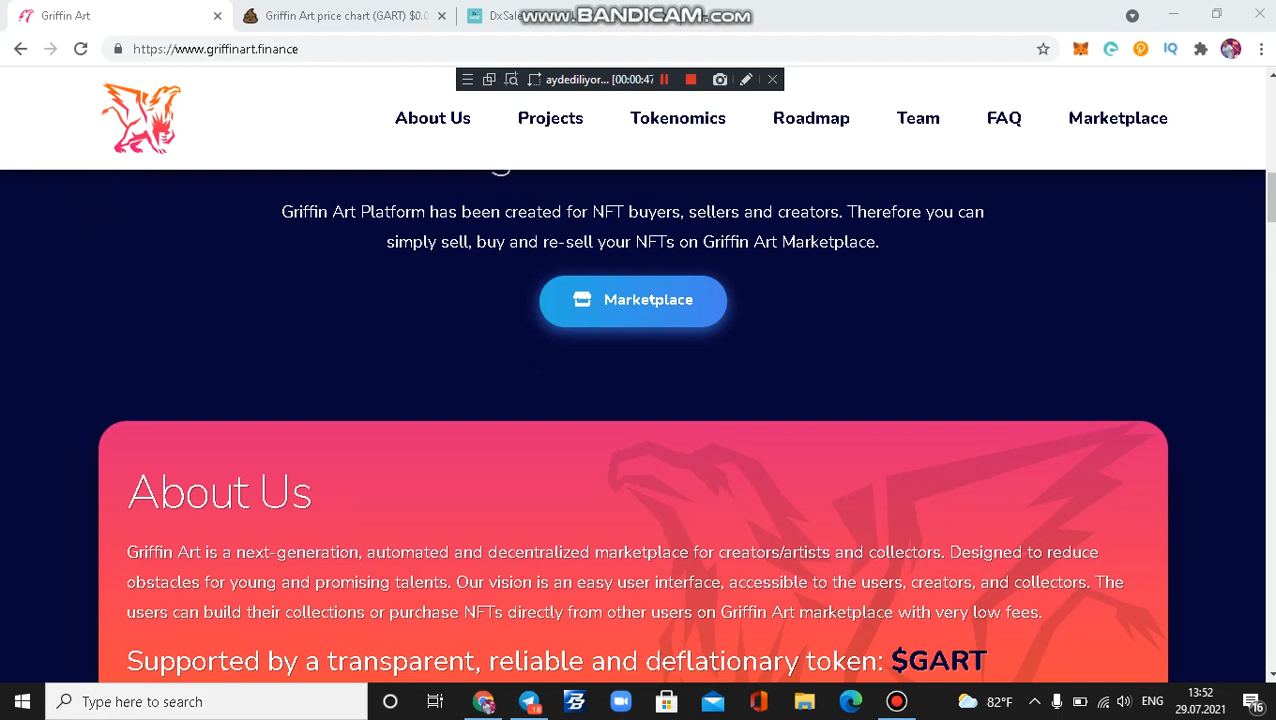 Griffin Art
Griffin Art price chart (GART) $0.0
DxSale
www.BANDICAM.com
https://www.griffinart.finance
aydediliyor... [00:00:47]
About Us
Projects
Tokenomics
Roadmap
Team
FAQ
Marketplace
Griffin Art Platform has been created for NFT buyers, sellers and creators. Therefore you can
simply sell, buy and re-sell your NFTs on Griffin Art Marketplace.
Marketplace
About Us
Griffin Art is a next-generation, automated and decentralized marketplace for creators/artists and collectors. Designed to reduce
obstacles for young and promising talents. Our vision is an easy user interface, accessible to the users, creators, and collectors. The
users can build their collections or purchase NFTs directly from other users on Griffin Art marketplace with very low fees.
Supported by a transparent, reliable and deflationary token: $GART
Type here to search
18
82°F
ENG
13:52
29.07.2021
16